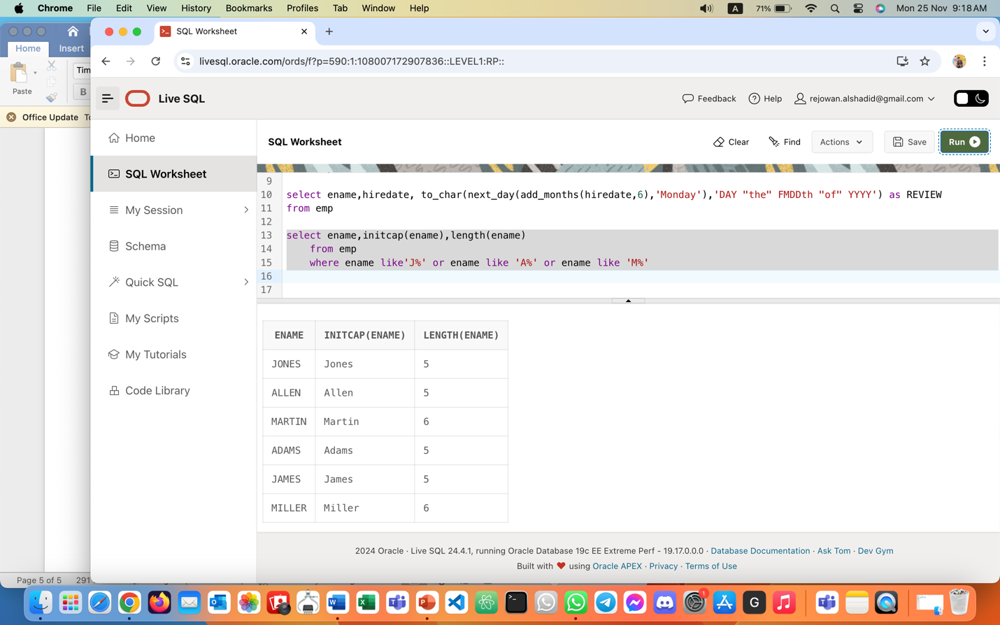 Chrome File Edit View History Bookmarks Profiles Tab Window Help
A 71% Mon 25 Nov 9:18 AM
SQL Worksheet
Home Insert
livesql.oracle.com/ords/f?p=590:1:108007172907836::LEVEL1:RP::
Tim
Paste
B
Live SQL
Feedback Help rejowan.alshadid@gmail.com
Office Update
Home
SQL Worksheet
My Session
Schema
Quick SQL
My Scripts
My Tutorials
Code Library
SQL Worksheet
Clear Find Actions Save Run
9
10 select ename,hiredate, to_char(next_day(add_months(hiredate,6),'Monday'),'DAY "the" FMDDth "of" YYYY') as REVIEW
11 from emp
12
13 select ename,initcap(ename),length(ename)
14 from emp
15 where ename like'J%' or ename like 'A%' or ename like 'M%'
16
17
ENAME INITCAP(ENAME) LENGTH(ENAME)
JONES Jones 5
ALLEN Allen 5
MARTIN Martin 6
ADAMS Adams 5
JAMES James 5
MILLER Miller 6
2024 Oracle · Live SQL 24.4.1, running Oracle Database 19c EE Extreme Perf - 19.17.0.0.0 · Database Documentation · Ask Tom · Dev Gym
Built with ❤ using Oracle APEX · Privacy · Terms of Use
Page 5 of 5 291
1